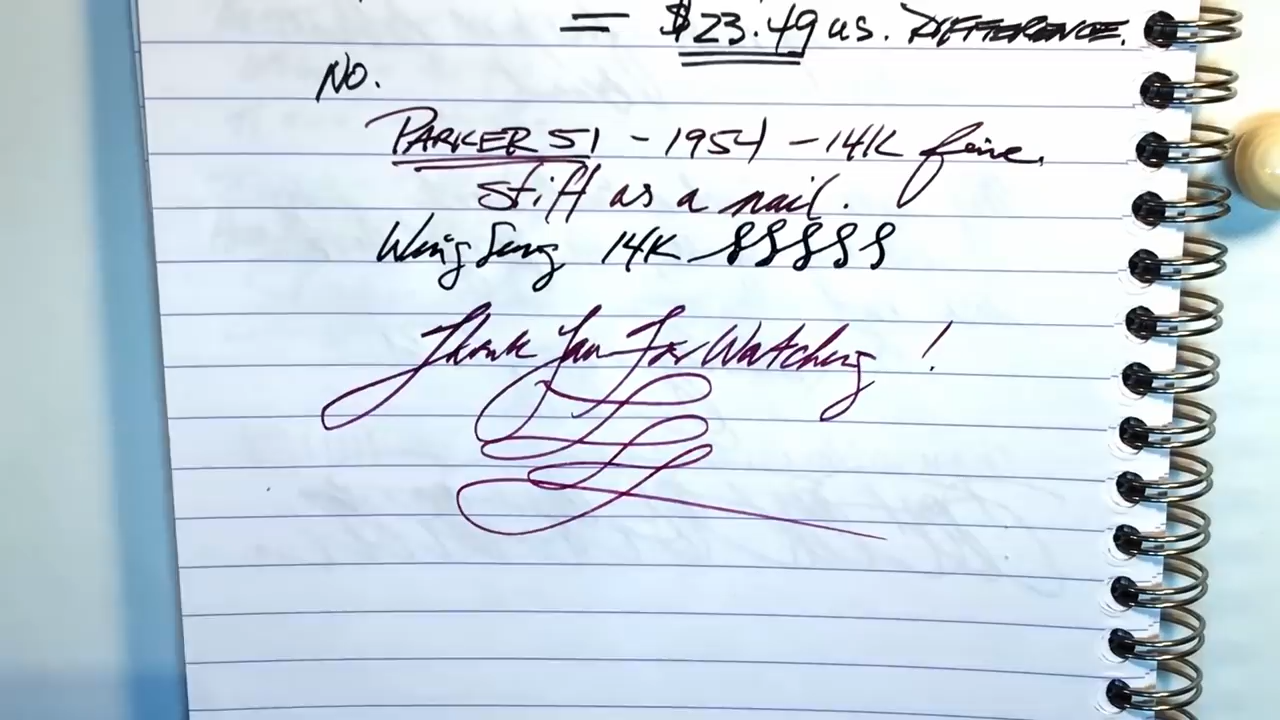 = $23.49 US. DIFFERENCE.
No.
PARKER 51 - 1954 - 14K fine.
stiff as a nail.
Wing Sung 14K SSSSS
Thank You For Watching !